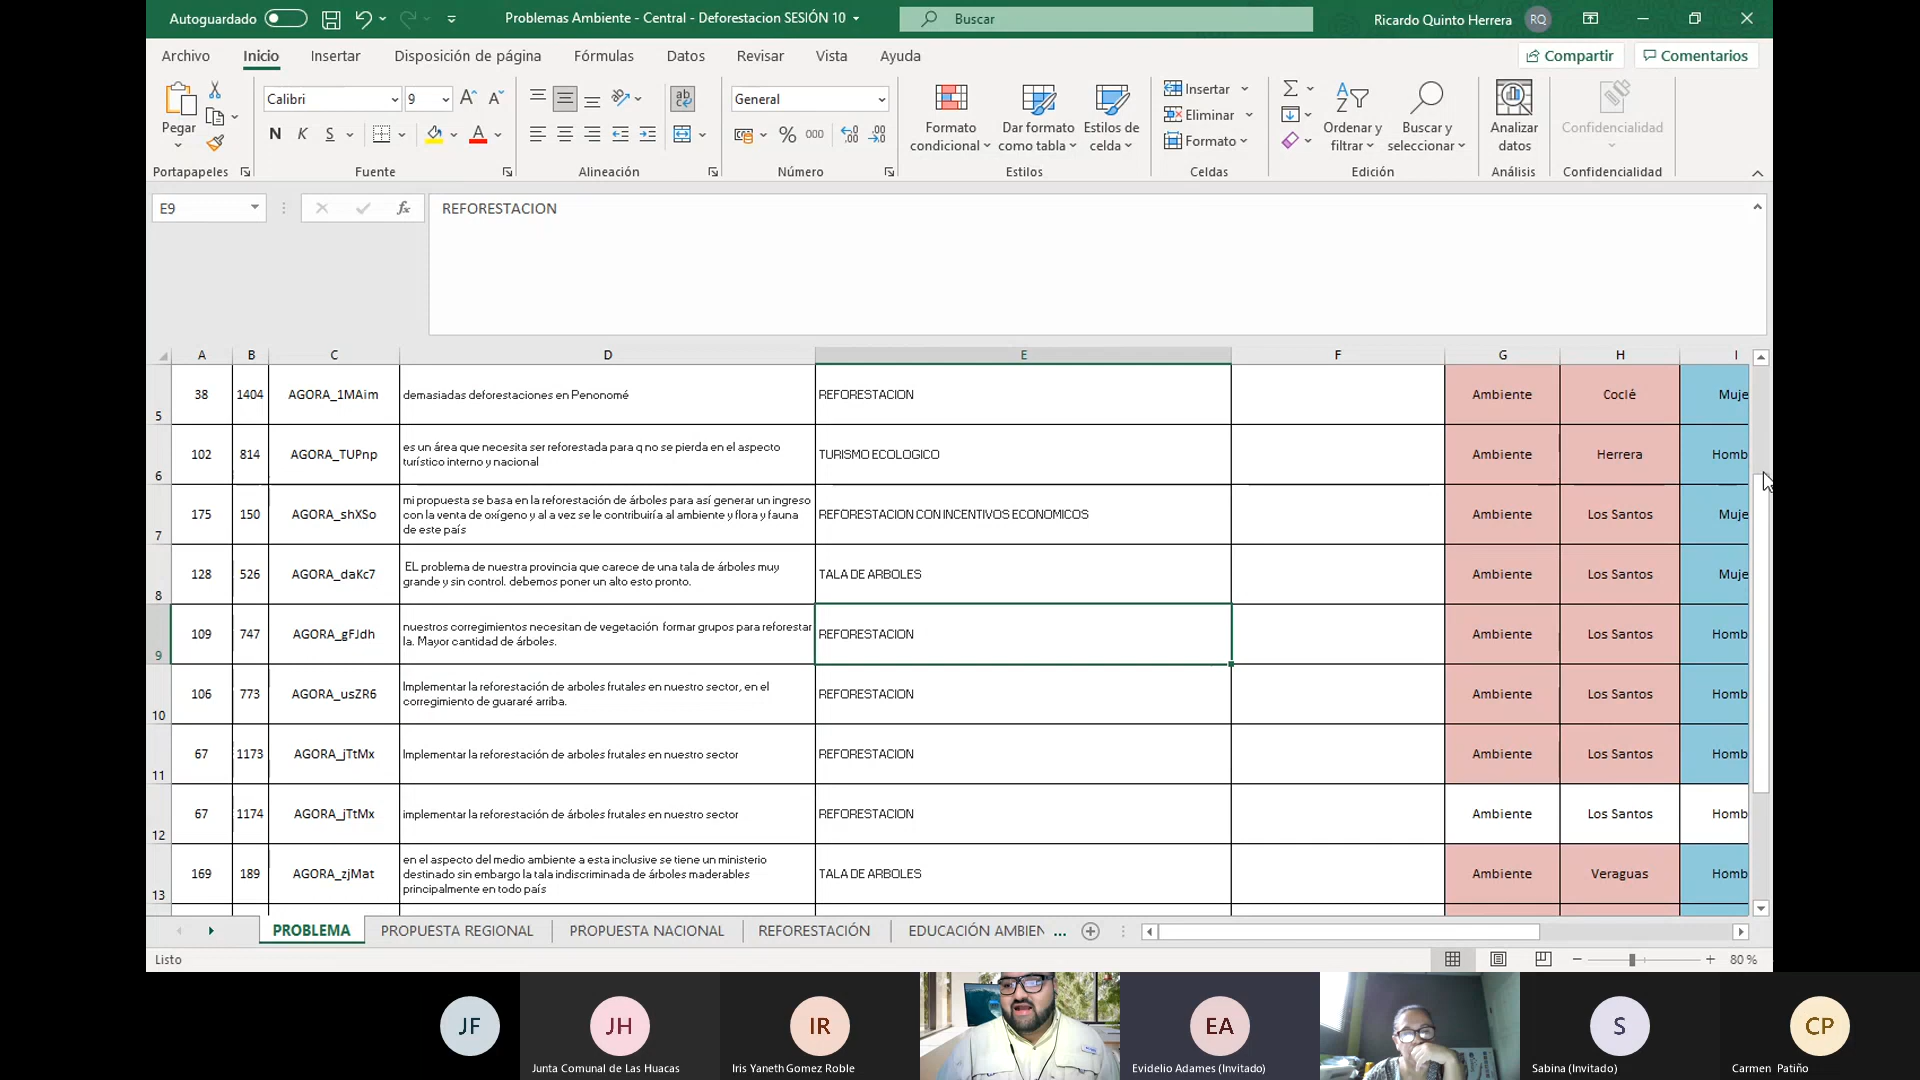 Autoguardado
Problemas Ambiente - Central - Deforestacion SESIÓN 10
Buscar
Ricardo Quinto Herrera
RQ
Archivo
Inicio
Insertar
Disposición de página
Fórmulas
Datos
Revisar
Vista
Ayuda
Compartir
Comentarios
Pegar
Portapapeles
Calibri
9
N K S
Fuente
Alineación
General
% 000
Número
Formato
condicional
Dar formato
como tabla
Estilos de
celda
Estilos
Insertar
Eliminar
Formato
Celdas
Ordenar y
filtrar
Buscar y
seleccionar
Edición
Analizar
datos
Análisis
Confidencialidad
Confidencialidad
E9
fx
REFORESTACION
A B C D E F G H I
5 38 1404 AGORA_1MAim demasiadas deforestaciones en Penonomé REFORESTACION Ambiente Coclé Muje
6 102 814 AGORA_TUPnp es un área que necesita ser reforestada para q no se pierda en el aspecto
turístico interno y nacional TURISMO ECOLOGICO Ambiente Herrera Homb
7 175 150 AGORA_shXSo mi propuesta se basa en la reforestación de árboles para así generar un ingreso
con la venta de oxígeno y al a vez se le contribuiría al ambiente y flora y fauna
de este país REFORESTACION CON INCENTIVOS ECONOMICOS Ambiente Los Santos Muje
8 128 526 AGORA_daKc7 EL problema de nuestra provincia que carece de una tala de árboles muy
grande y sin control. debemos poner un alto esto pronto. TALA DE ARBOLES Ambiente Los Santos Muje
9 109 747 AGORA_gFJdh nuestros corregimientos necesitan de vegetación formar grupos para reforestar
la. Mayor cantidad de árboles. REFORESTACION Ambiente Los Santos Homb
10 106 773 AGORA_usZR6 Implementar la reforestación de arboles frutales en nuestro sector, en el
corregimiento de guararé arriba. REFORESTACION Ambiente Los Santos Homb
11 67 1173 AGORA_jTtMx Implementar la reforestación de arboles frutales en nuestro sector REFORESTACION Ambiente Los Santos Homb
12 67 1174 AGORA_jTtMx implementar la reforestación de árboles frutales en nuestro sector REFORESTACION Ambiente Los Santos Homb
13 169 189 AGORA_zjMat en el aspecto del medio ambiente a esta inclusive se tiene un ministerio
destinado sin embargo la tala indiscriminada de árboles maderables
principalmente en todo país TALA DE ARBOLES Ambiente Veraguas Homb
PROBLEMA
PROPUESTA REGIONAL
PROPUESTA NACIONAL
REFORESTACIÓN
EDUCACIÓN AMBIEN ...
Listo
80 %
JF
JH
Junta Comunal de Las Huacas
IR
Iris Yaneth Gomez Roble
EA
Evidelio Adames (Invitado)
S
Sabina (Invitado)
CP
Carmen Patiño